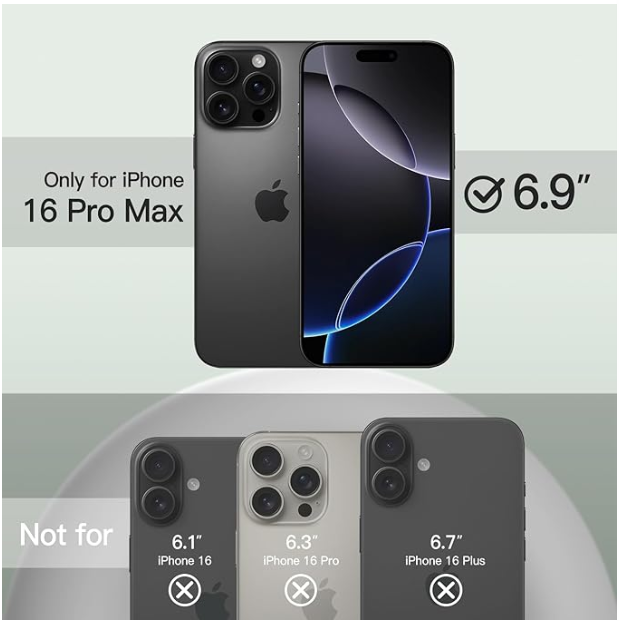 Only for iPhone
16 Pro Max
6.9"
Not for
6.1"
iPhone 16
6.3"
iPhone 16 Pro
6.7"
iPhone 16 Plus